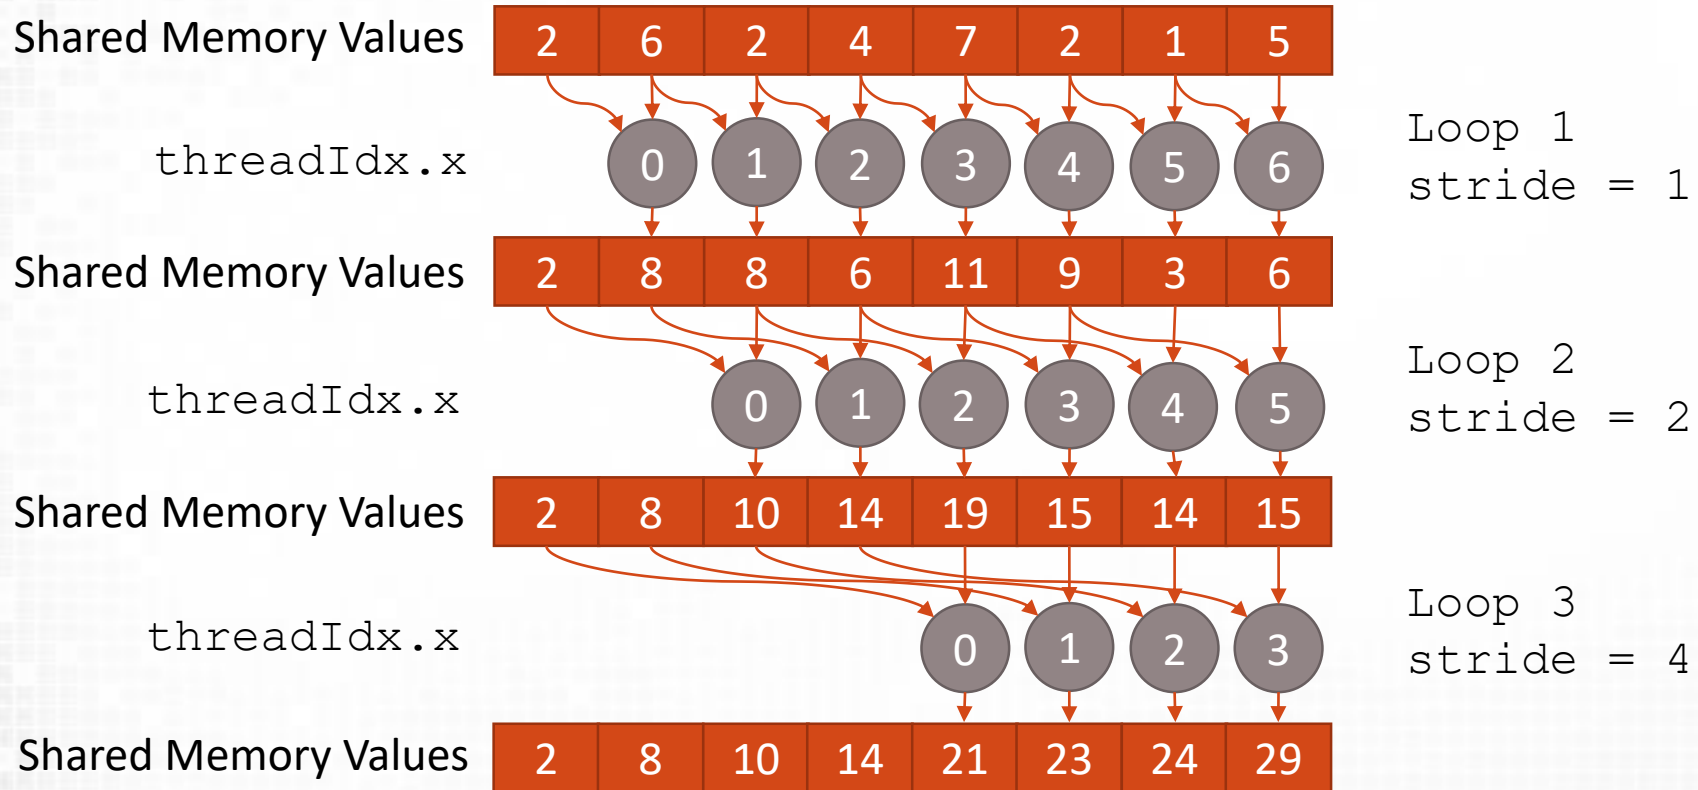 Shared Memory Values 2 6 2 4 7 2 1 5
threadIdx.x 0 1 2 3 4 5 6
Loop 1
stride = 1
Shared Memory Values 2 8 8 6 11 9 3 6
threadIdx.x 0 1 2 3 4 5
Loop 2
stride = 2
Shared Memory Values 2 8 10 14 19 15 14 15
threadIdx.x 0 1 2 3
Loop 3
stride = 4
Shared Memory Values 2 8 10 14 21 23 24 29